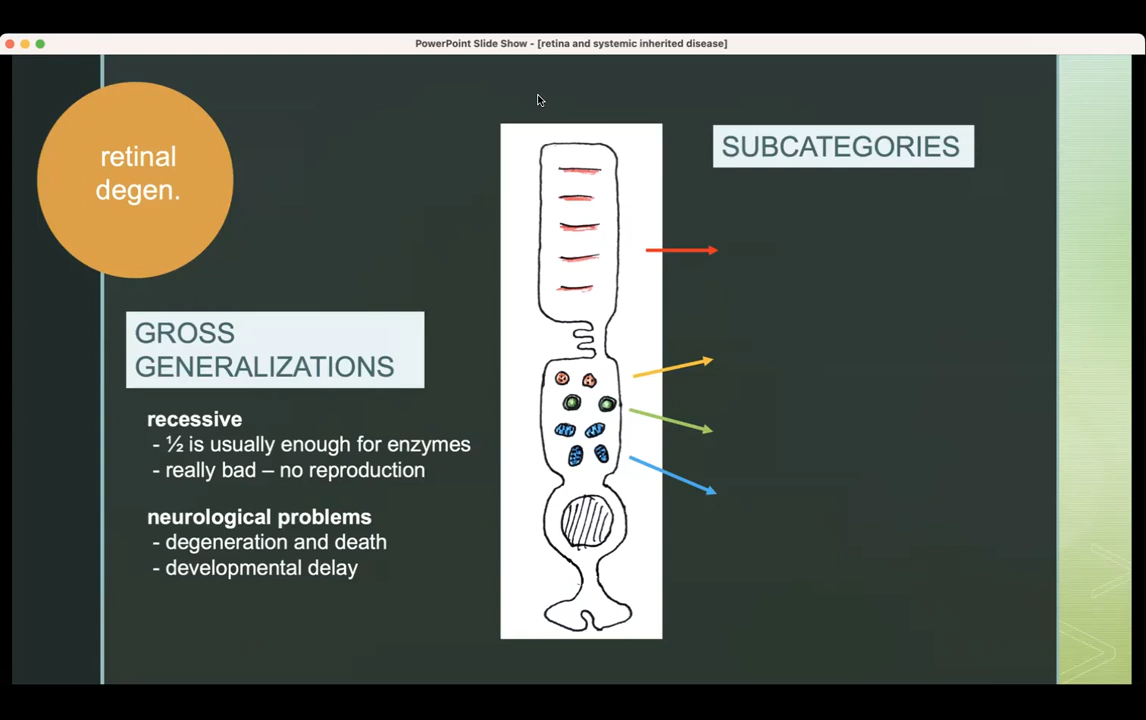 PowerPoint Slide Show - [retina and systemic inherited disease]
retinal
degen.
GROSS
GENERALIZATIONS
recessive
- ½ is usually enough for enzymes
- really bad – no reproduction
neurological problems
- degeneration and death
- developmental delay
SUBCATEGORIES